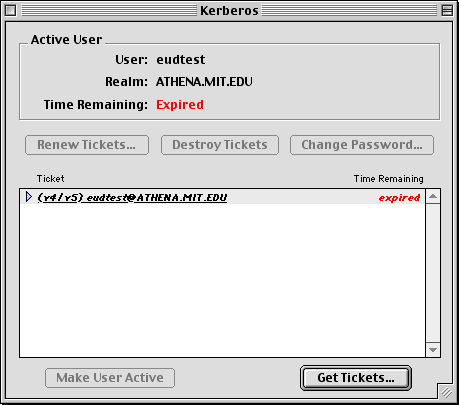 Kerberos
Active User
User: eudtest
Realm: ATHENA.MIT.EDU
Time Remaining: Expired
Renew Tickets... Destroy Tickets Change Password...
Ticket Time Remaining
(v4/v5) eudtest@ATHENA.MIT.EDU expired
Make User Active Get Tickets...